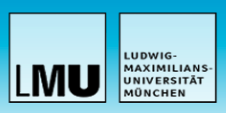 LMU
LUDWIG-
MAXIMILIANS-
UNIVERSITÄT
MÜNCHEN